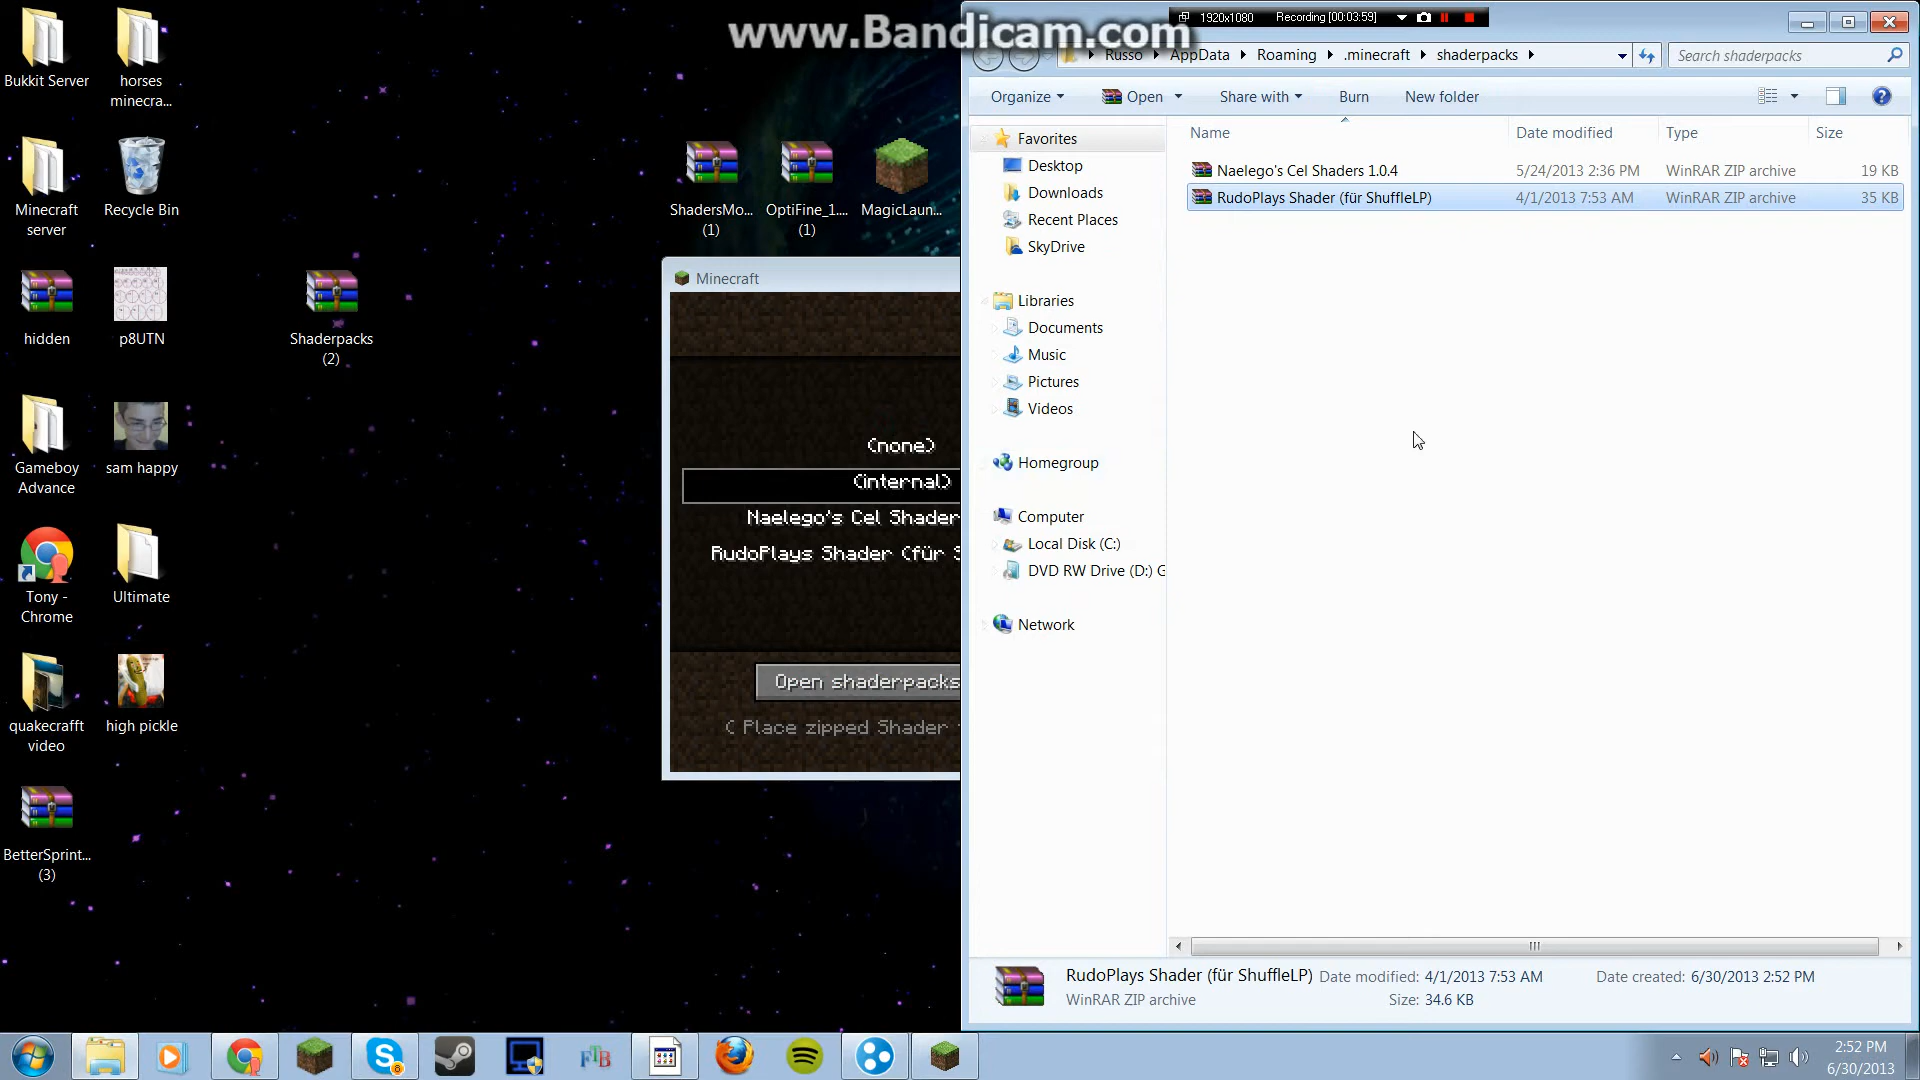 www.Bandicam.com
1920x1080 Recording [00:03:59]
Russo AppData Roaming .minecraft shaderpacks
Search shaderpacks
Organize Open Share with Burn New folder
Name Date modified Type Size
Naelego's Cel Shaders 1.0.4 5/24/2013 2:36 PM WinRAR ZIP archive 19 KB
RudoPlays Shader (für ShuffleLP) 4/1/2013 7:53 AM WinRAR ZIP archive 35 KB
Favorites
Desktop
Downloads
Recent Places
SkyDrive
Libraries
Documents
Music
Pictures
Videos
Homegroup
Computer
Local Disk (C:)
DVD RW Drive (D:) G
Network
RudoPlays Shader (für ShuffleLP) Date modified: 4/1/2013 7:53 AM Date created: 6/30/2013 2:52 PM
WinRAR ZIP archive Size: 34.6 KB
Bukkit Server
horses
minecra...
Minecraft
server
Recycle Bin
hidden
p8UTN
Gameboy
Advance
sam happy
Tony -
Chrome
Ultimate
quakecrafft
video
high pickle
BetterSprint...
(3)
Shaderpacks
(2)
ShadersMo...
(1)
OptiFine_1....
(1)
MagicLaun...
Minecraft
(none)
(internal)
Naelego's Cel Shader
RudoPlays Shader (für S
Open shaderpacks
( Place zipped Shader
FTB
2:52 PM
6/30/2013